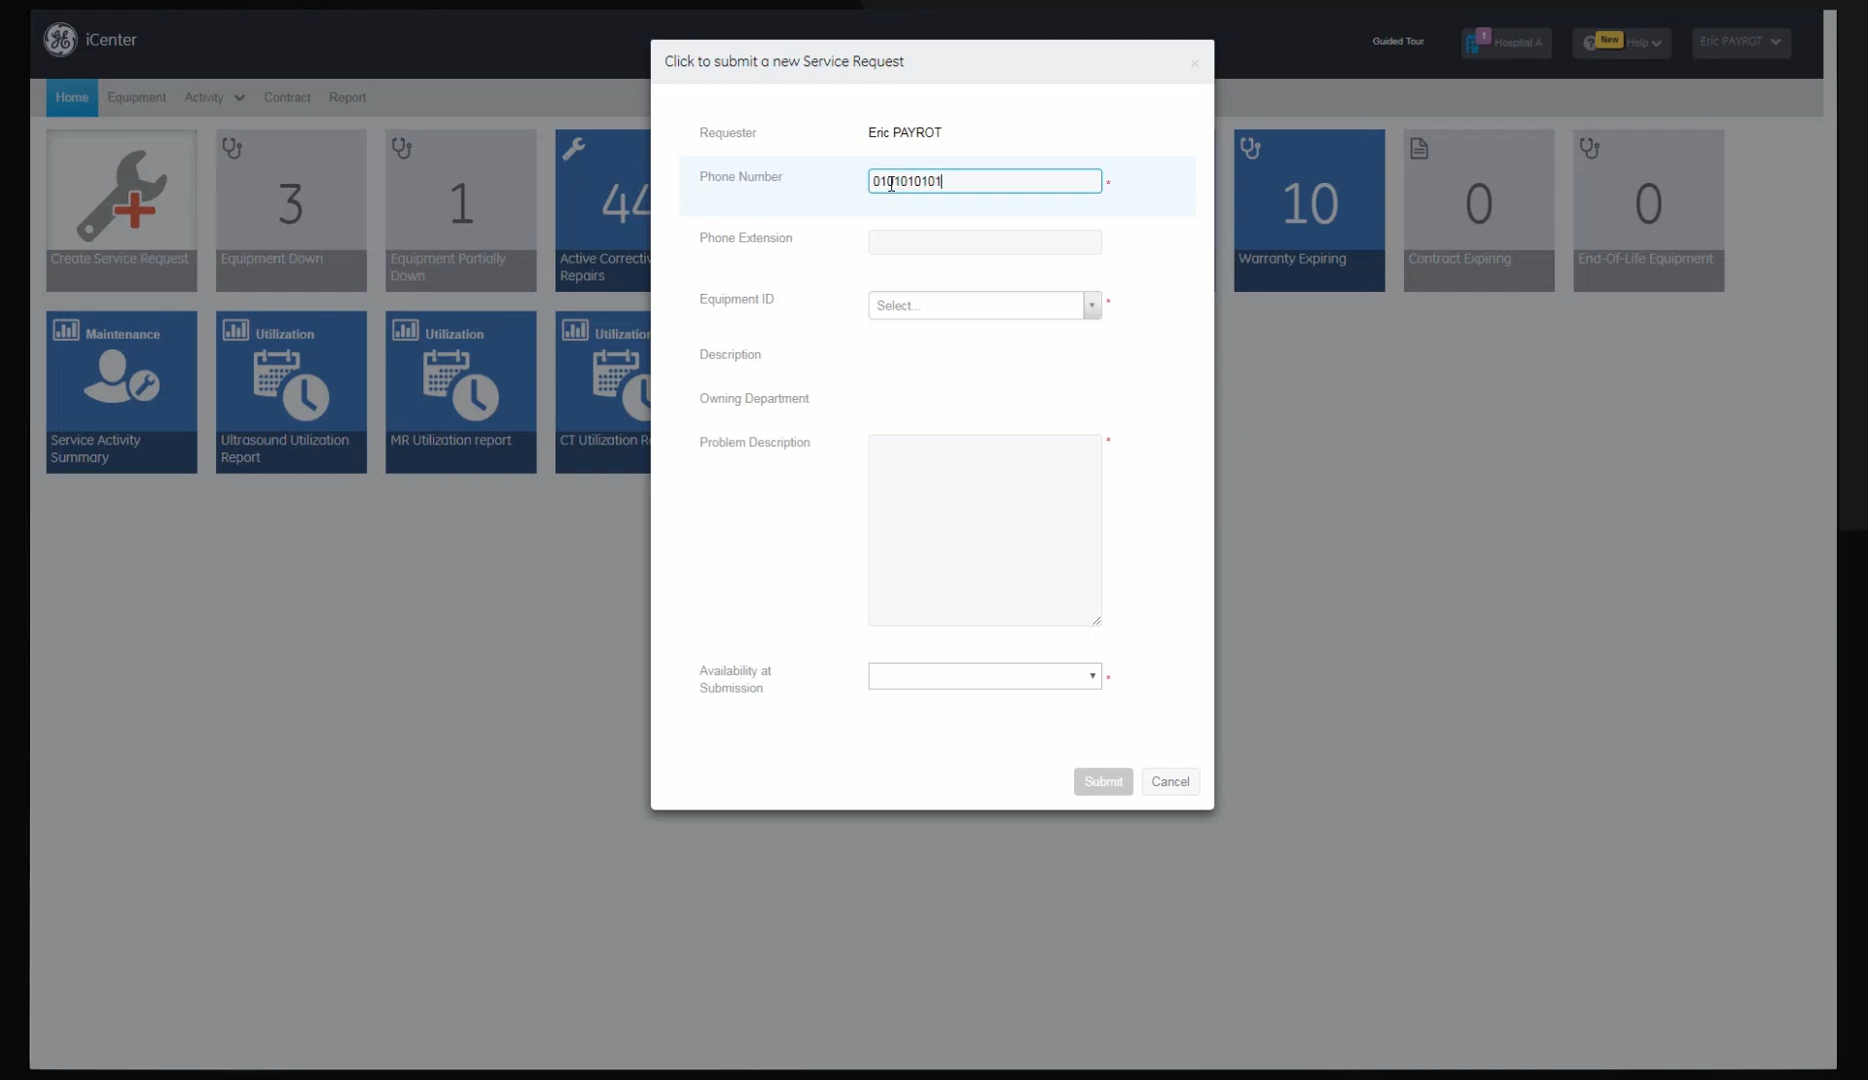 iCenter
Guided Tour
1
Hospital A
New
Help
Eric PAYROT
Home
Equipment
Activity
Contract
Report
Click to submit a new Service Request
×
Requester
Eric PAYROT
Phone Number
0101010101
*
Phone Extension
Equipment ID
Select...
*
Description
Owning Department
Problem Description
*
Availability at
Submission
*
Submit
Cancel
Create Service Request
3
Equipment Down
1
Equipment Partially
Down
44
Active Correcti
Repairs
10
Warranty Expiring
0
Contract Expiring
0
End-Of-Life Equipment
Maintenance
Service Activity
Summary
Utilization
Ultrasound Utilization
Report
Utilization
MR Utilization report
Utilization
CT Utilization R